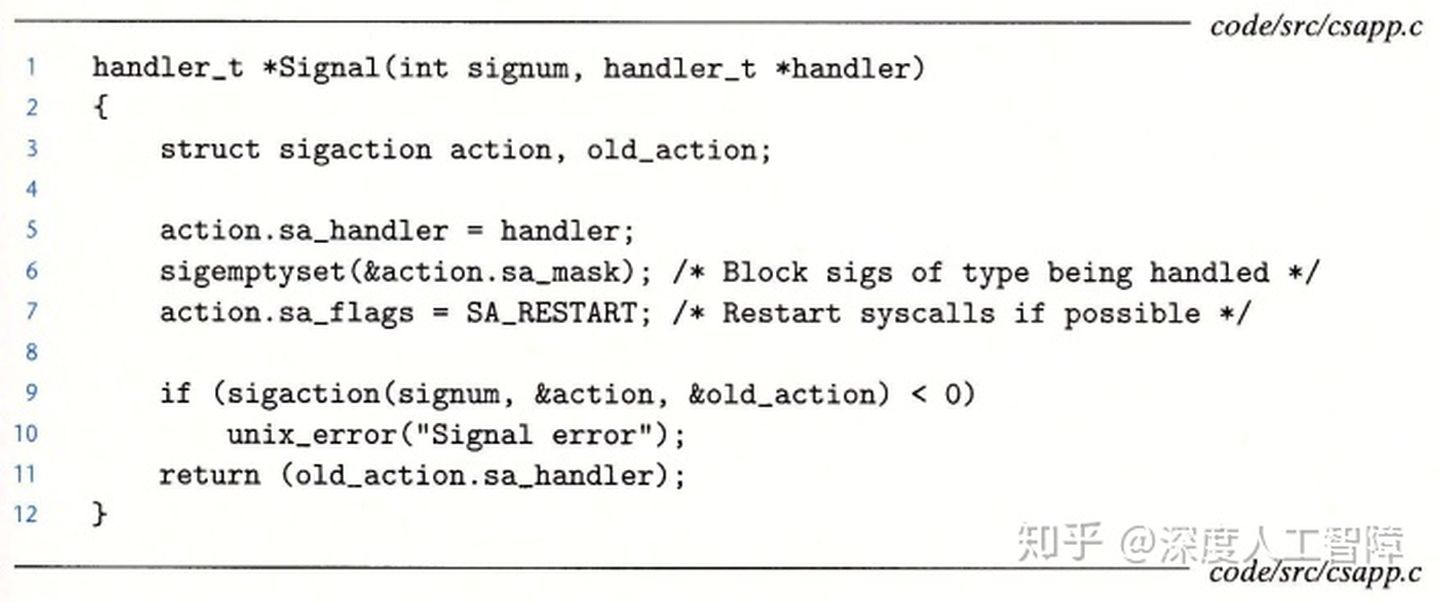 code/src/csapp.c
1 handler_t *Signal(int signum, handler_t *handler)
2 {
3 struct sigaction action, old_action;
4
5 action.sa_handler = handler;
6 sigemptyset(&action.sa_mask); /* Block sigs of type being handled */
7 action.sa_flags = SA_RESTART; /* Restart syscalls if possible */
8
9 if (sigaction(signum, &action, &old_action) < 0)
10 unix_error("Signal error");
11 return (old_action.sa_handler);
12 }
知乎 @深度人工智障
code/src/csapp.c